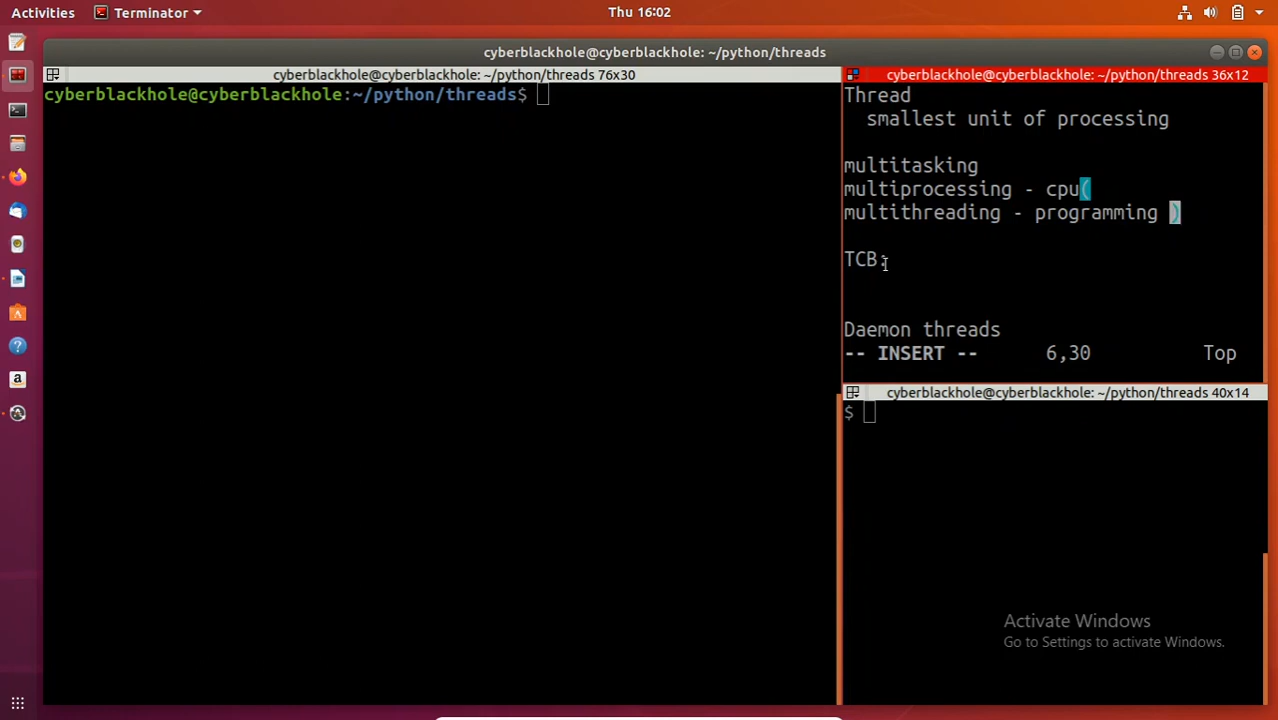 Activities Terminator Thu 16:02
cyberblackhole@cyberblackhole: ~/python/threads
cyberblackhole@cyberblackhole: ~/python/threads 76x30
cyberblackhole@cyberblackhole:~/python/threads$
cyberblackhole@cyberblackhole: ~/python/threads 36x12
Thread
smallest unit of processing
multitasking
multiprocessing - cpu(
multithreading - programming )
TCB:
Daemon threads
-- INSERT -- 6,30 Top
cyberblackhole@cyberblackhole: ~/python/threads 40x14
$
Activate Windows
Go to Settings to activate Windows.